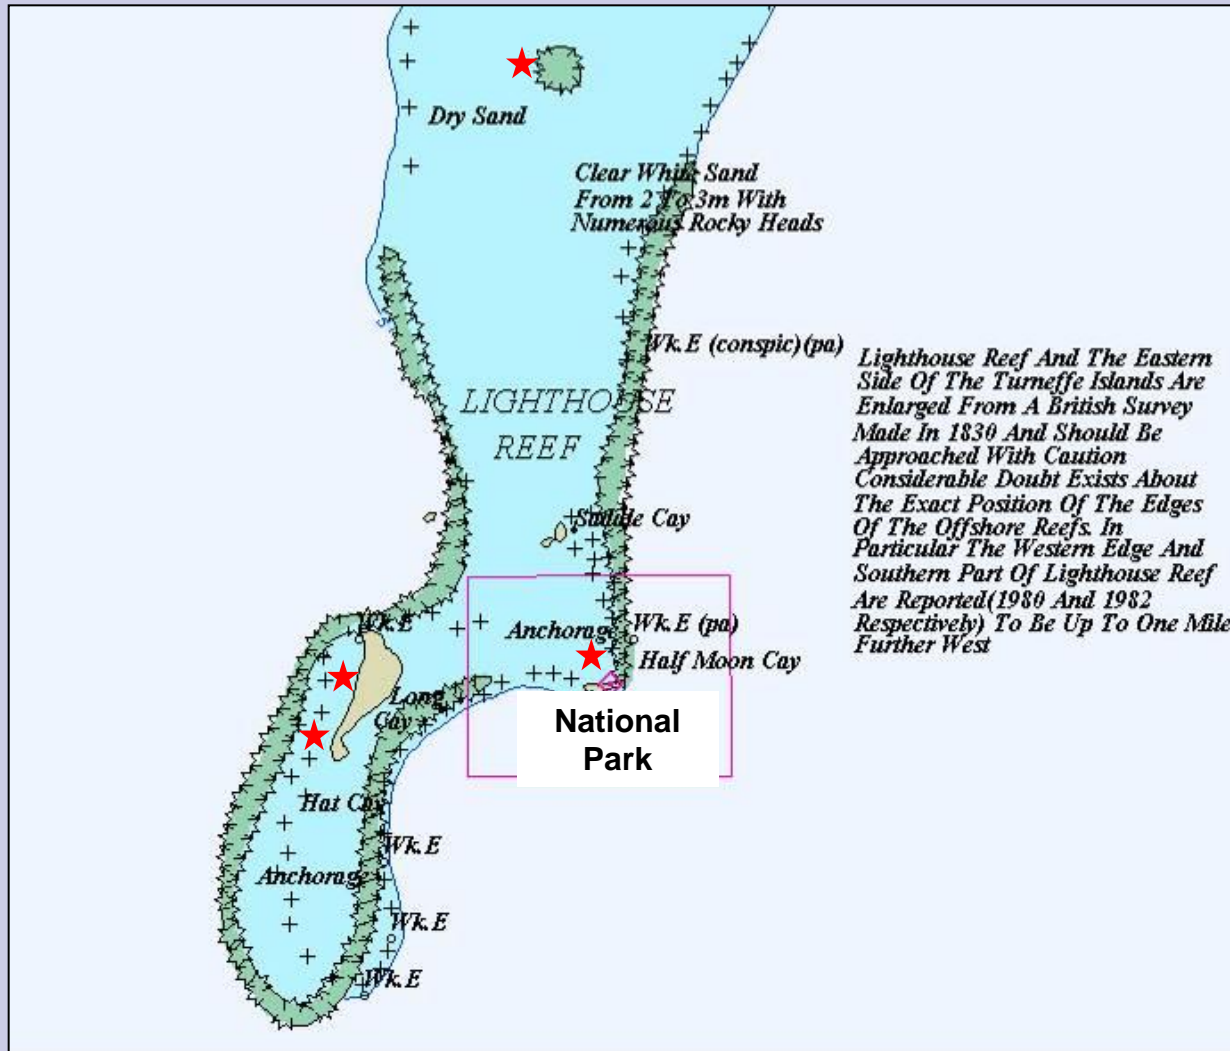 Dry Sand
Clear White Sand
From 2 To 3m With
Numerous Rocky Heads
Wk.E (conspic)(pa)
Lighthouse Reef And The Eastern
Side Of The Turneffe Islands Are
Enlarged From A British Survey
Made In 1830 And Should Be
Approached With Caution
Considerable Doubt Exists About
The Exact Position Of The Edges
Of The Offshore Reefs. In
Particular The Western Edge And
Southern Part Of Lighthouse Reef
Are Reported(1980 And 1982
Respectively) To Be Up To One Mile
Further West
LIGHTHOUSE
REEF
Saddle Cay
Wk.E
Anchorage
Wk.E (pa)
Half Moon Cay
Long
Cay
National
Park
Hat Cay
Wk.E
Anchorage
Wk.E
Wk.E